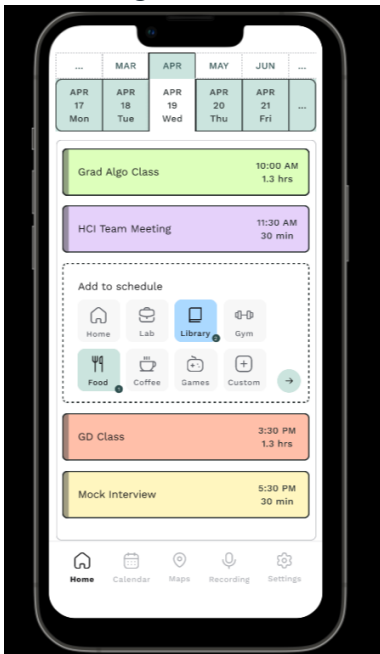 ... MAR APR MAY JUN ...
APR APR APR APR APR
17 18 19 20 21 ...
Mon Tue Wed Thu Fri
Grad Algo Class
10:00 AM
1.3 hrs
HCI Team Meeting
11:30 AM
30 min
Add to schedule
Home Lab Library Gym
Food Coffee Games Custom
GD Class
3:30 PM
1.3 hrs
Mock Interview
5:30 PM
30 min
Home Calendar Maps Recording Settings